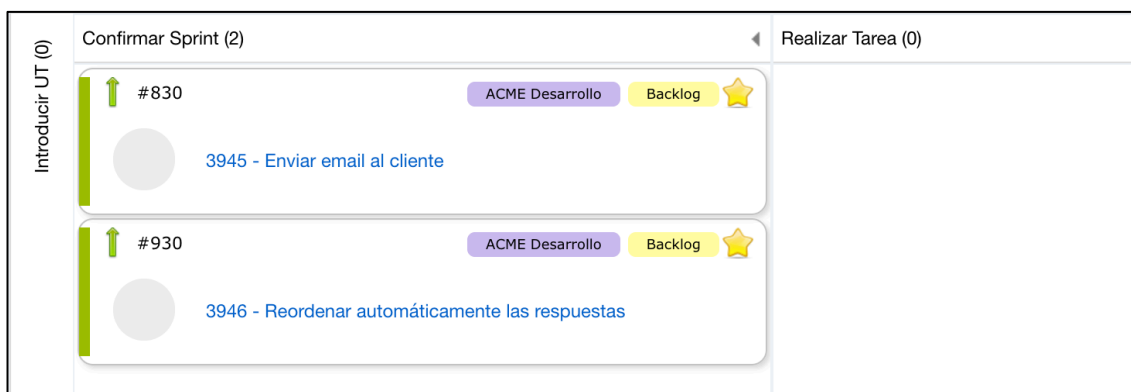 Introducir UT (0)
Confirmar Sprint (2)
Realizar Tarea (0)
#830
ACME Desarrollo
Backlog
3945 - Enviar email al cliente
#930
ACME Desarrollo
Backlog
3946 - Reordenar automáticamente las respuestas